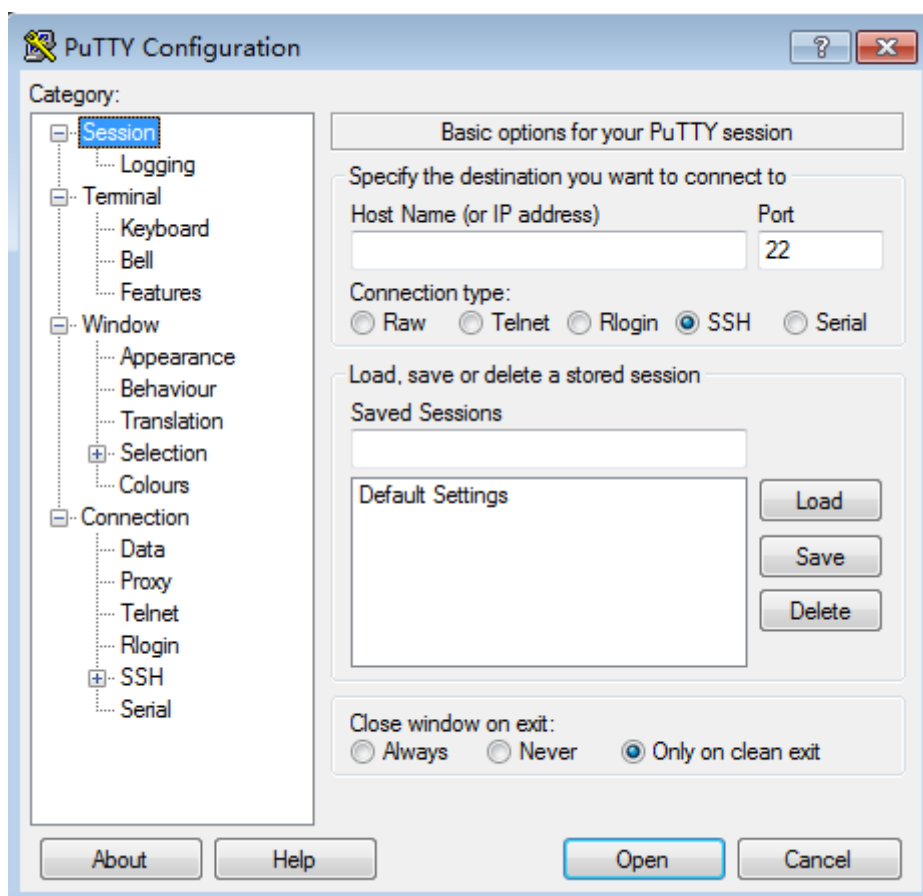 PuTTY Configuration
Category:
Session
Logging
Terminal
Keyboard
Bell
Features
Window
Appearance
Behaviour
Translation
Selection
Colours
Connection
Data
Proxy
Telnet
Rlogin
SSH
Serial
Basic options for your PuTTY session
Specify the destination you want to connect to
Host Name (or IP address) Port
22
Connection type:
Raw Telnet Rlogin SSH Serial
Load, save or delete a stored session
Saved Sessions
Default Settings
Load
Save
Delete
Close window on exit:
Always Never Only on clean exit
About Help Open Cancel